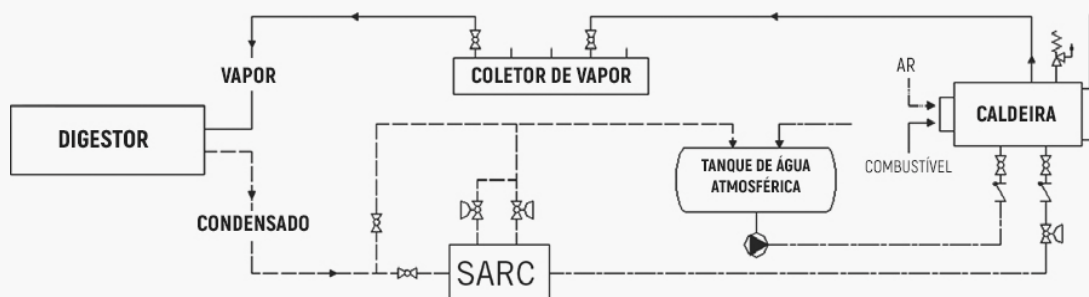 VAPOR
COLETOR DE VAPOR
AR
CALDEIRA
DIGESTOR
COMBUSTÍVEL
TANQUE DE ÁGUA
ATMOSFÉRICA
CONDENSADO
SARC